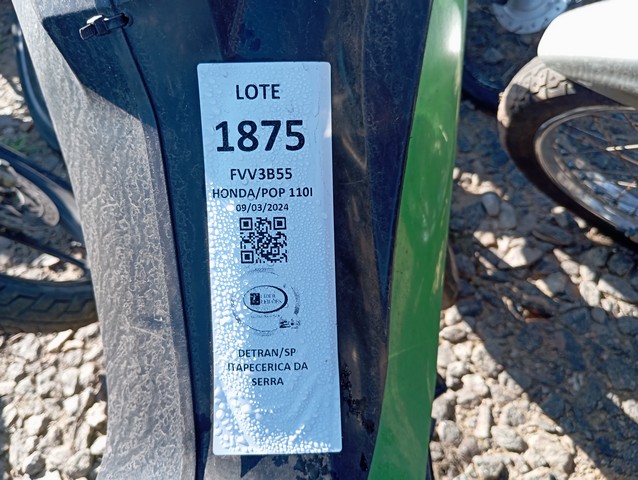 LOTE
1875
FVV3B55
HONDA/POP 110I
09/03/2024
DETRAN/SP
ITAPECERICA DA
SERRA